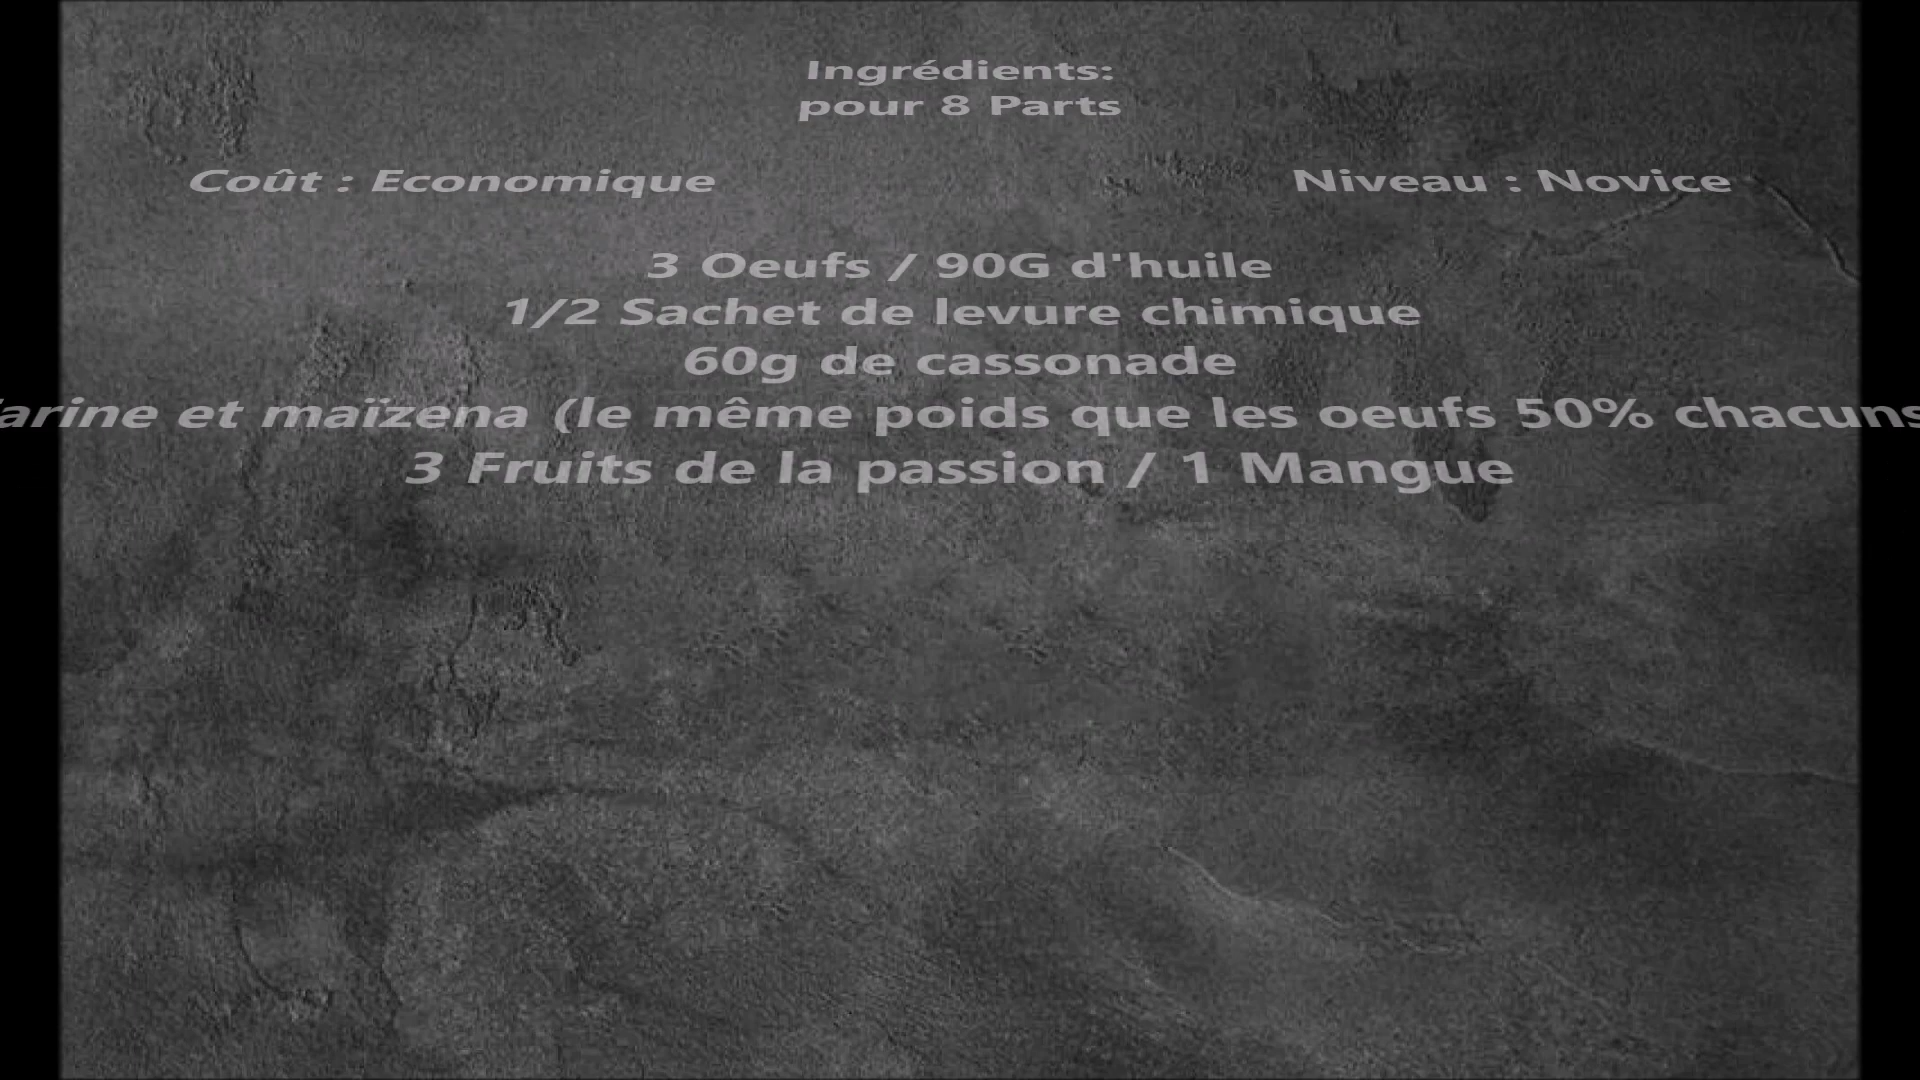 Ingrédients:
pour 8 Parts
Coût : Economique
Niveau : Novice
3 Oeufs / 90G d'huile
1/2 Sachet de levure chimique
60g de cassonade
arine et maïzena (le même poids que les oeufs 50% chacuns
3 Fruits de la passion / 1 Mangue